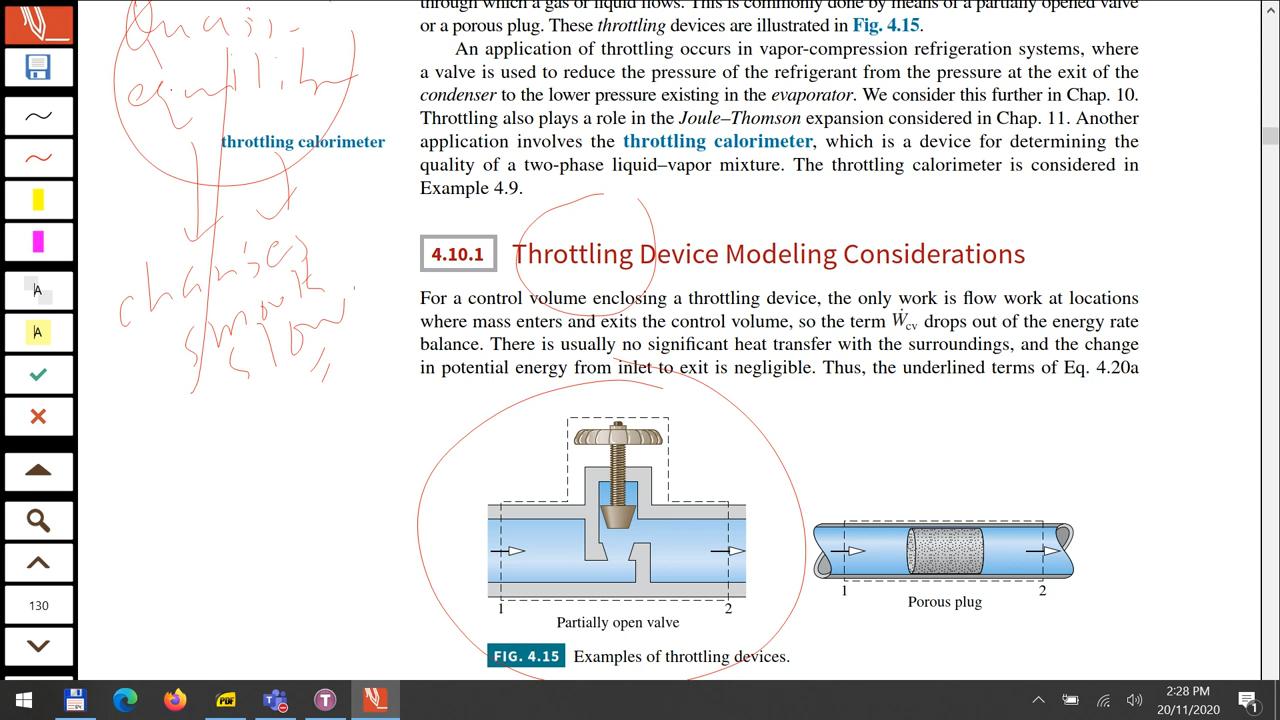 through which a gas or liquid flows. This is commonly done by means of a partially opened valve
or a porous plug. These throttling devices are illustrated in Fig. 4.15.
An application of throttling occurs in vapor-compression refrigeration systems, where
a valve is used to reduce the pressure of the refrigerant from the pressure at the exit of the
condenser to the lower pressure existing in the evaporator. We consider this further in Chap. 10.
Throttling also plays a role in the Joule–Thomson expansion considered in Chap. 11. Another
application involves the throttling calorimeter, which is a device for determining the
quality of a two-phase liquid–vapor mixture. The throttling calorimeter is considered in
Example 4.9.
throttling calorimeter
4.10.1 Throttling Device Modeling Considerations
For a control volume enclosing a throttling device, the only work is flow work at locations
where mass enters and exits the control volume, so the term Ẇcv drops out of the energy rate
balance. There is usually no significant heat transfer with the surroundings, and the change
in potential energy from inlet to exit is negligible. Thus, the underlined terms of Eq. 4.20a
1
2
Partially open valve
1
2
Porous plug
FIG. 4.15 Examples of throttling devices.
Quasi-
A
A
130
PDF
T
2:28 PM
20/11/2020
1